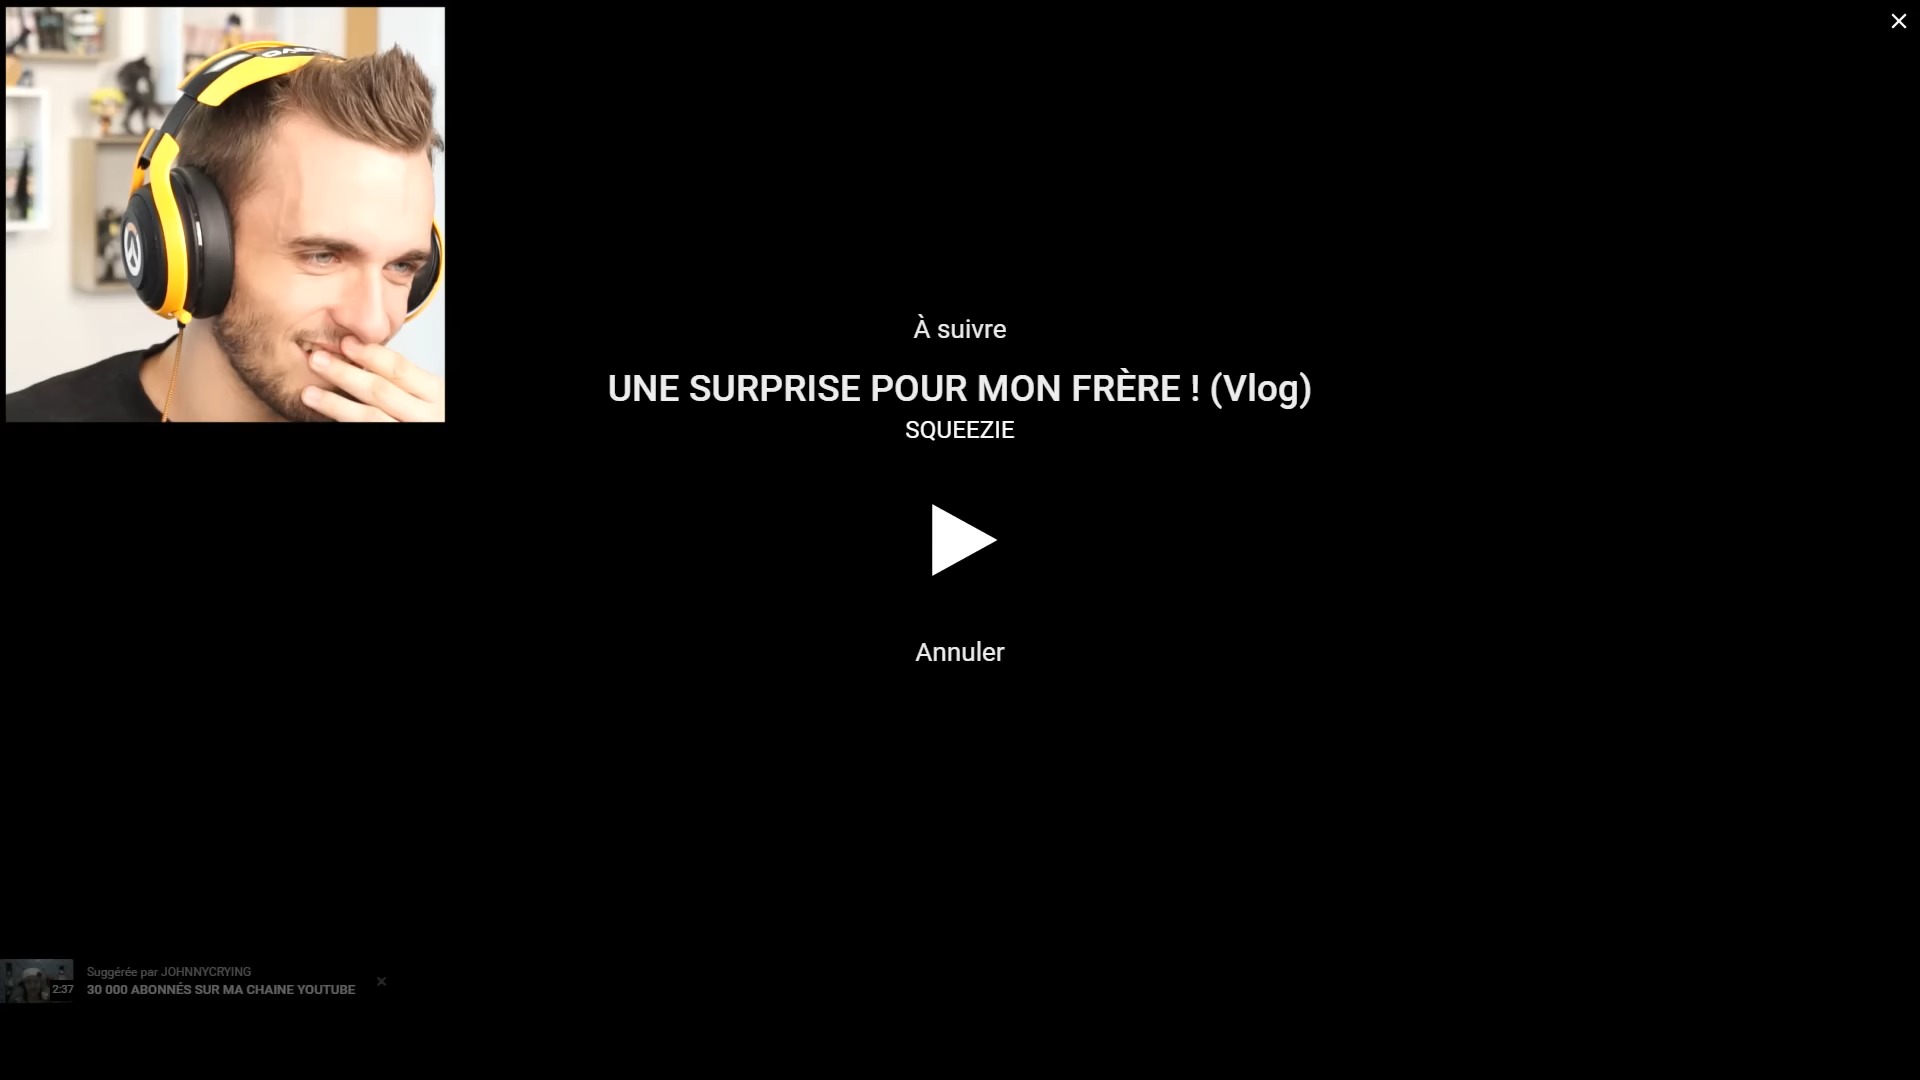 À suivre
UNE SURPRISE POUR MON FRÈRE ! (Vlog)
SQUEEZIE
Annuler
Suggérée par JOHNNYCRYING
2:37
30 000 ABONNÉS SUR MA CHAINE YOUTUBE